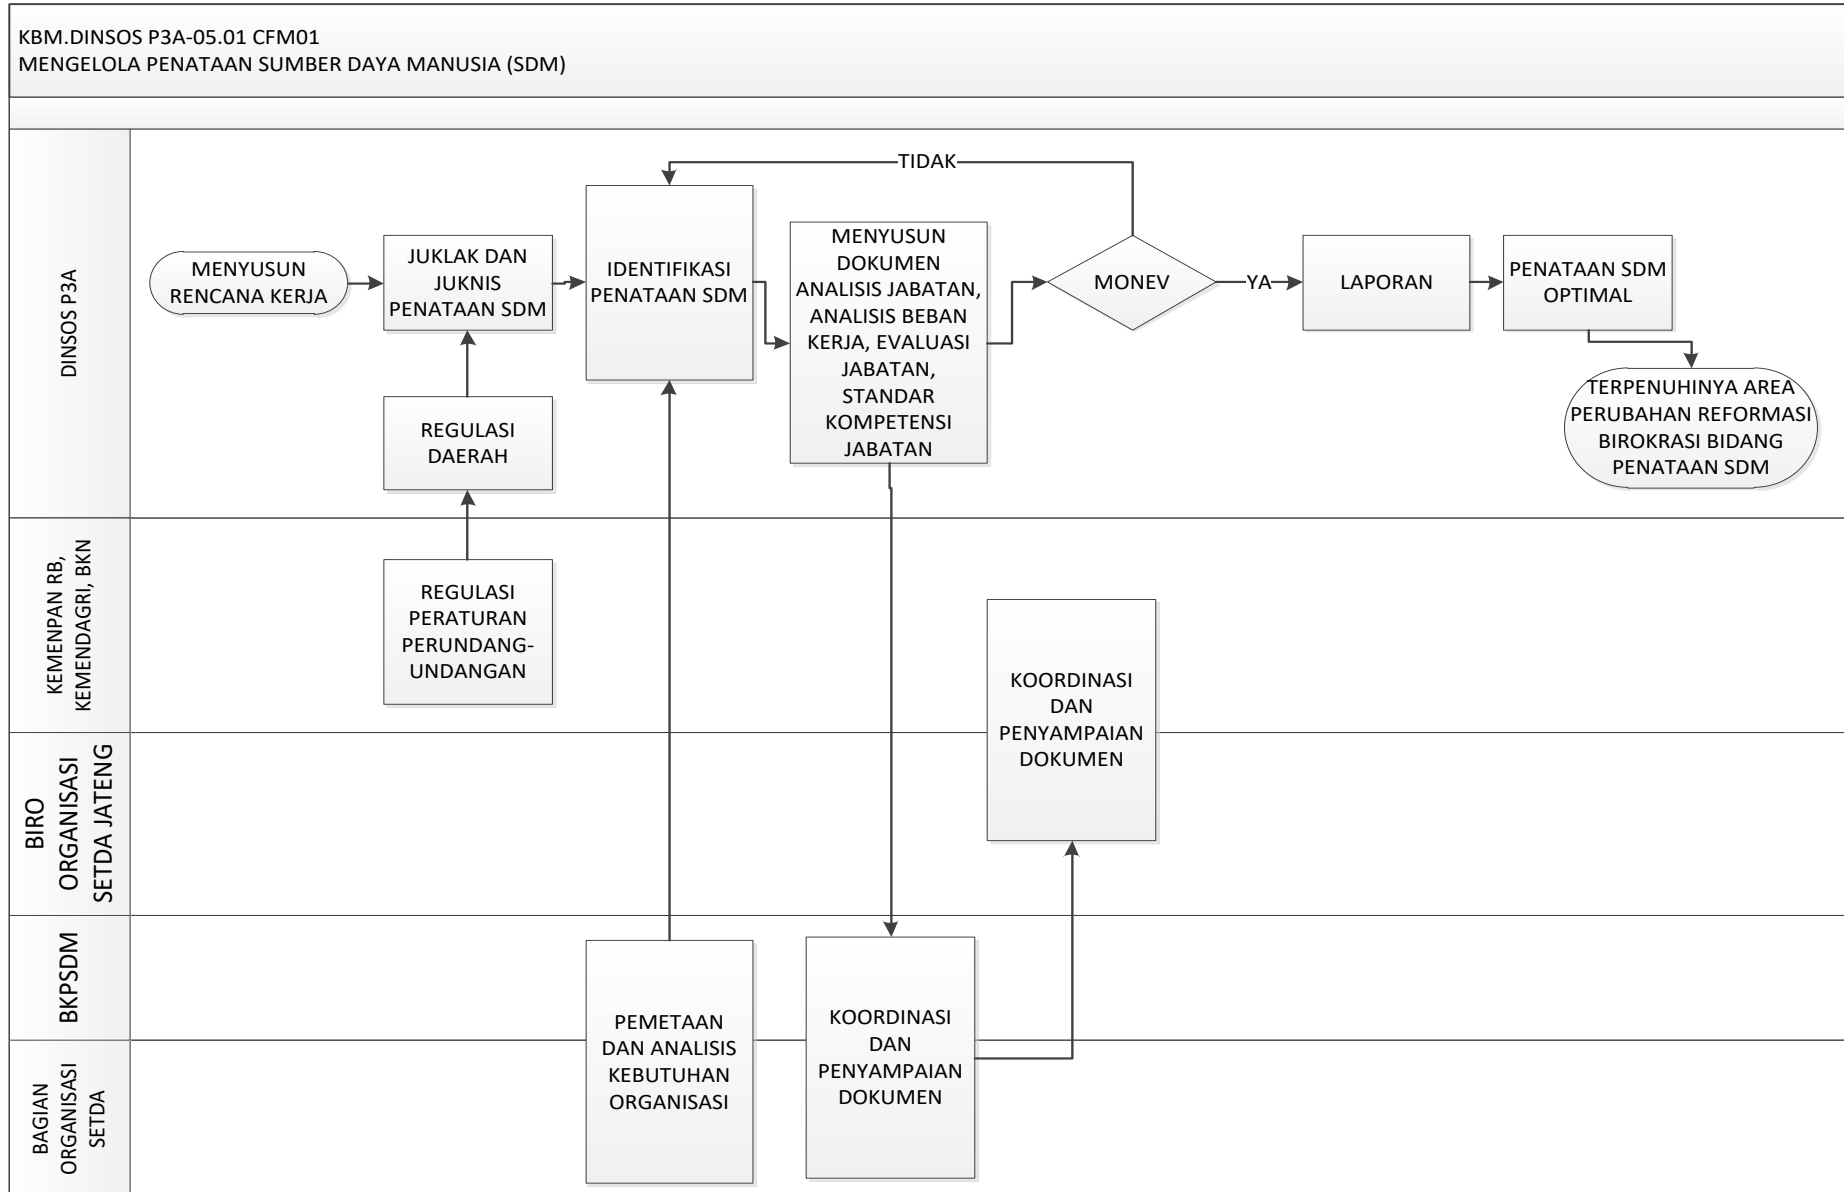 KBM.DINSOS P3A-05.01 CFM01
MENGELOLA PENATAAN SUMBER DAYA MANUSIA (SDM)
DINSOS P3A
MENYUSUN
RENCANA KERJA
JUKLAK DAN
JUKNIS
PENATAAN SDM
REGULASI
DAERAH
IDENTIFIKASI
PENATAAN SDM
TIDAK
MENYUSUN
DOKUMEN
ANALISIS JABATAN,
ANALISIS BEBAN
KERJA, EVALUASI
JABATAN,
STANDAR
KOMPETENSI
JABATAN
MONEV
YA
LAPORAN
PENATAAN SDM
OPTIMAL
TERPENUHINYA AREA
PERUBAHAN REFORMASI
BIROKRASI BIDANG
PENATAAN SDM
KEMENPAN RB,
KEMENDAGRI, BKN
REGULASI
PERATURAN
PERUNDANG-
UNDANGAN
KOORDINASI
DAN
PENYAMPAIAN
DOKUMEN
BIRO
ORGANISASI
SETDA JATENG
BKPSDM
PEMETAAN
DAN ANALISIS
KEBUTUHAN
ORGANISASI
KOORDINASI
DAN
PENYAMPAIAN
DOKUMEN
BAGIAN
ORGANISASI
SETDA